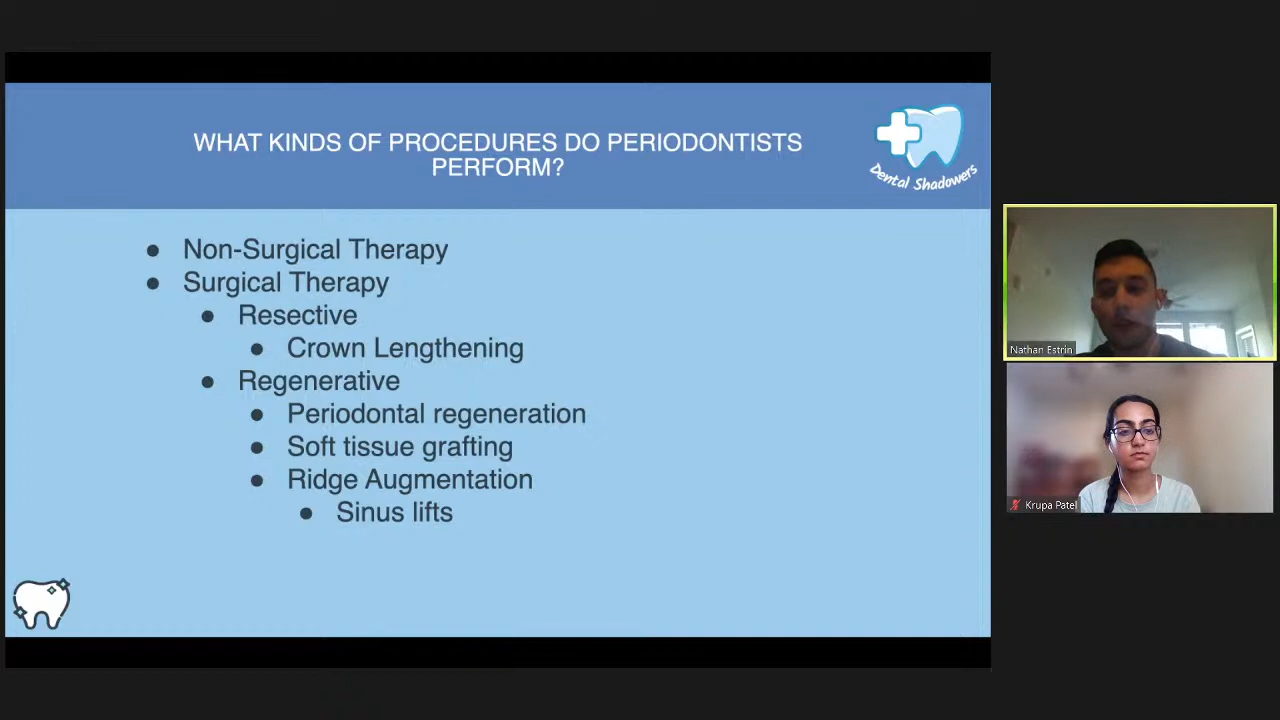 WHAT KINDS OF PROCEDURES DO PERIODONTISTS
PERFORM?
Dental Shadowers
● Non-Surgical Therapy
● Surgical Therapy
● Resective
● Crown Lengthening
● Regenerative
● Periodontal regeneration
● Soft tissue grafting
● Ridge Augmentation
● Sinus lifts
Nathan Estrin
Krupa Patel